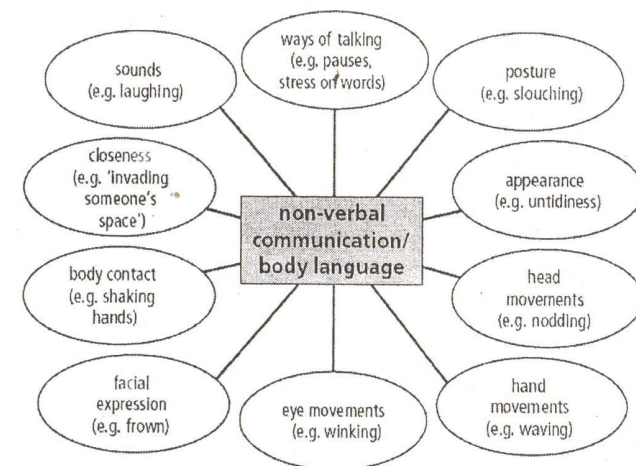 ways of talking
(e.g. pauses,
stress on words)
sounds
(e.g. laughing)
posture
(e.g. slouching)
closeness
(e.g. 'invading
someone's
space')
appearance
(e.g. untidiness)
non-verbal
communication/
body language
body contact
(e.g. shaking
hands)
head
movements
(e.g. nodding)
facial
expression
(e.g. frown)
eye movements
(e.g. winking)
hand
movements
(e.g. waving)